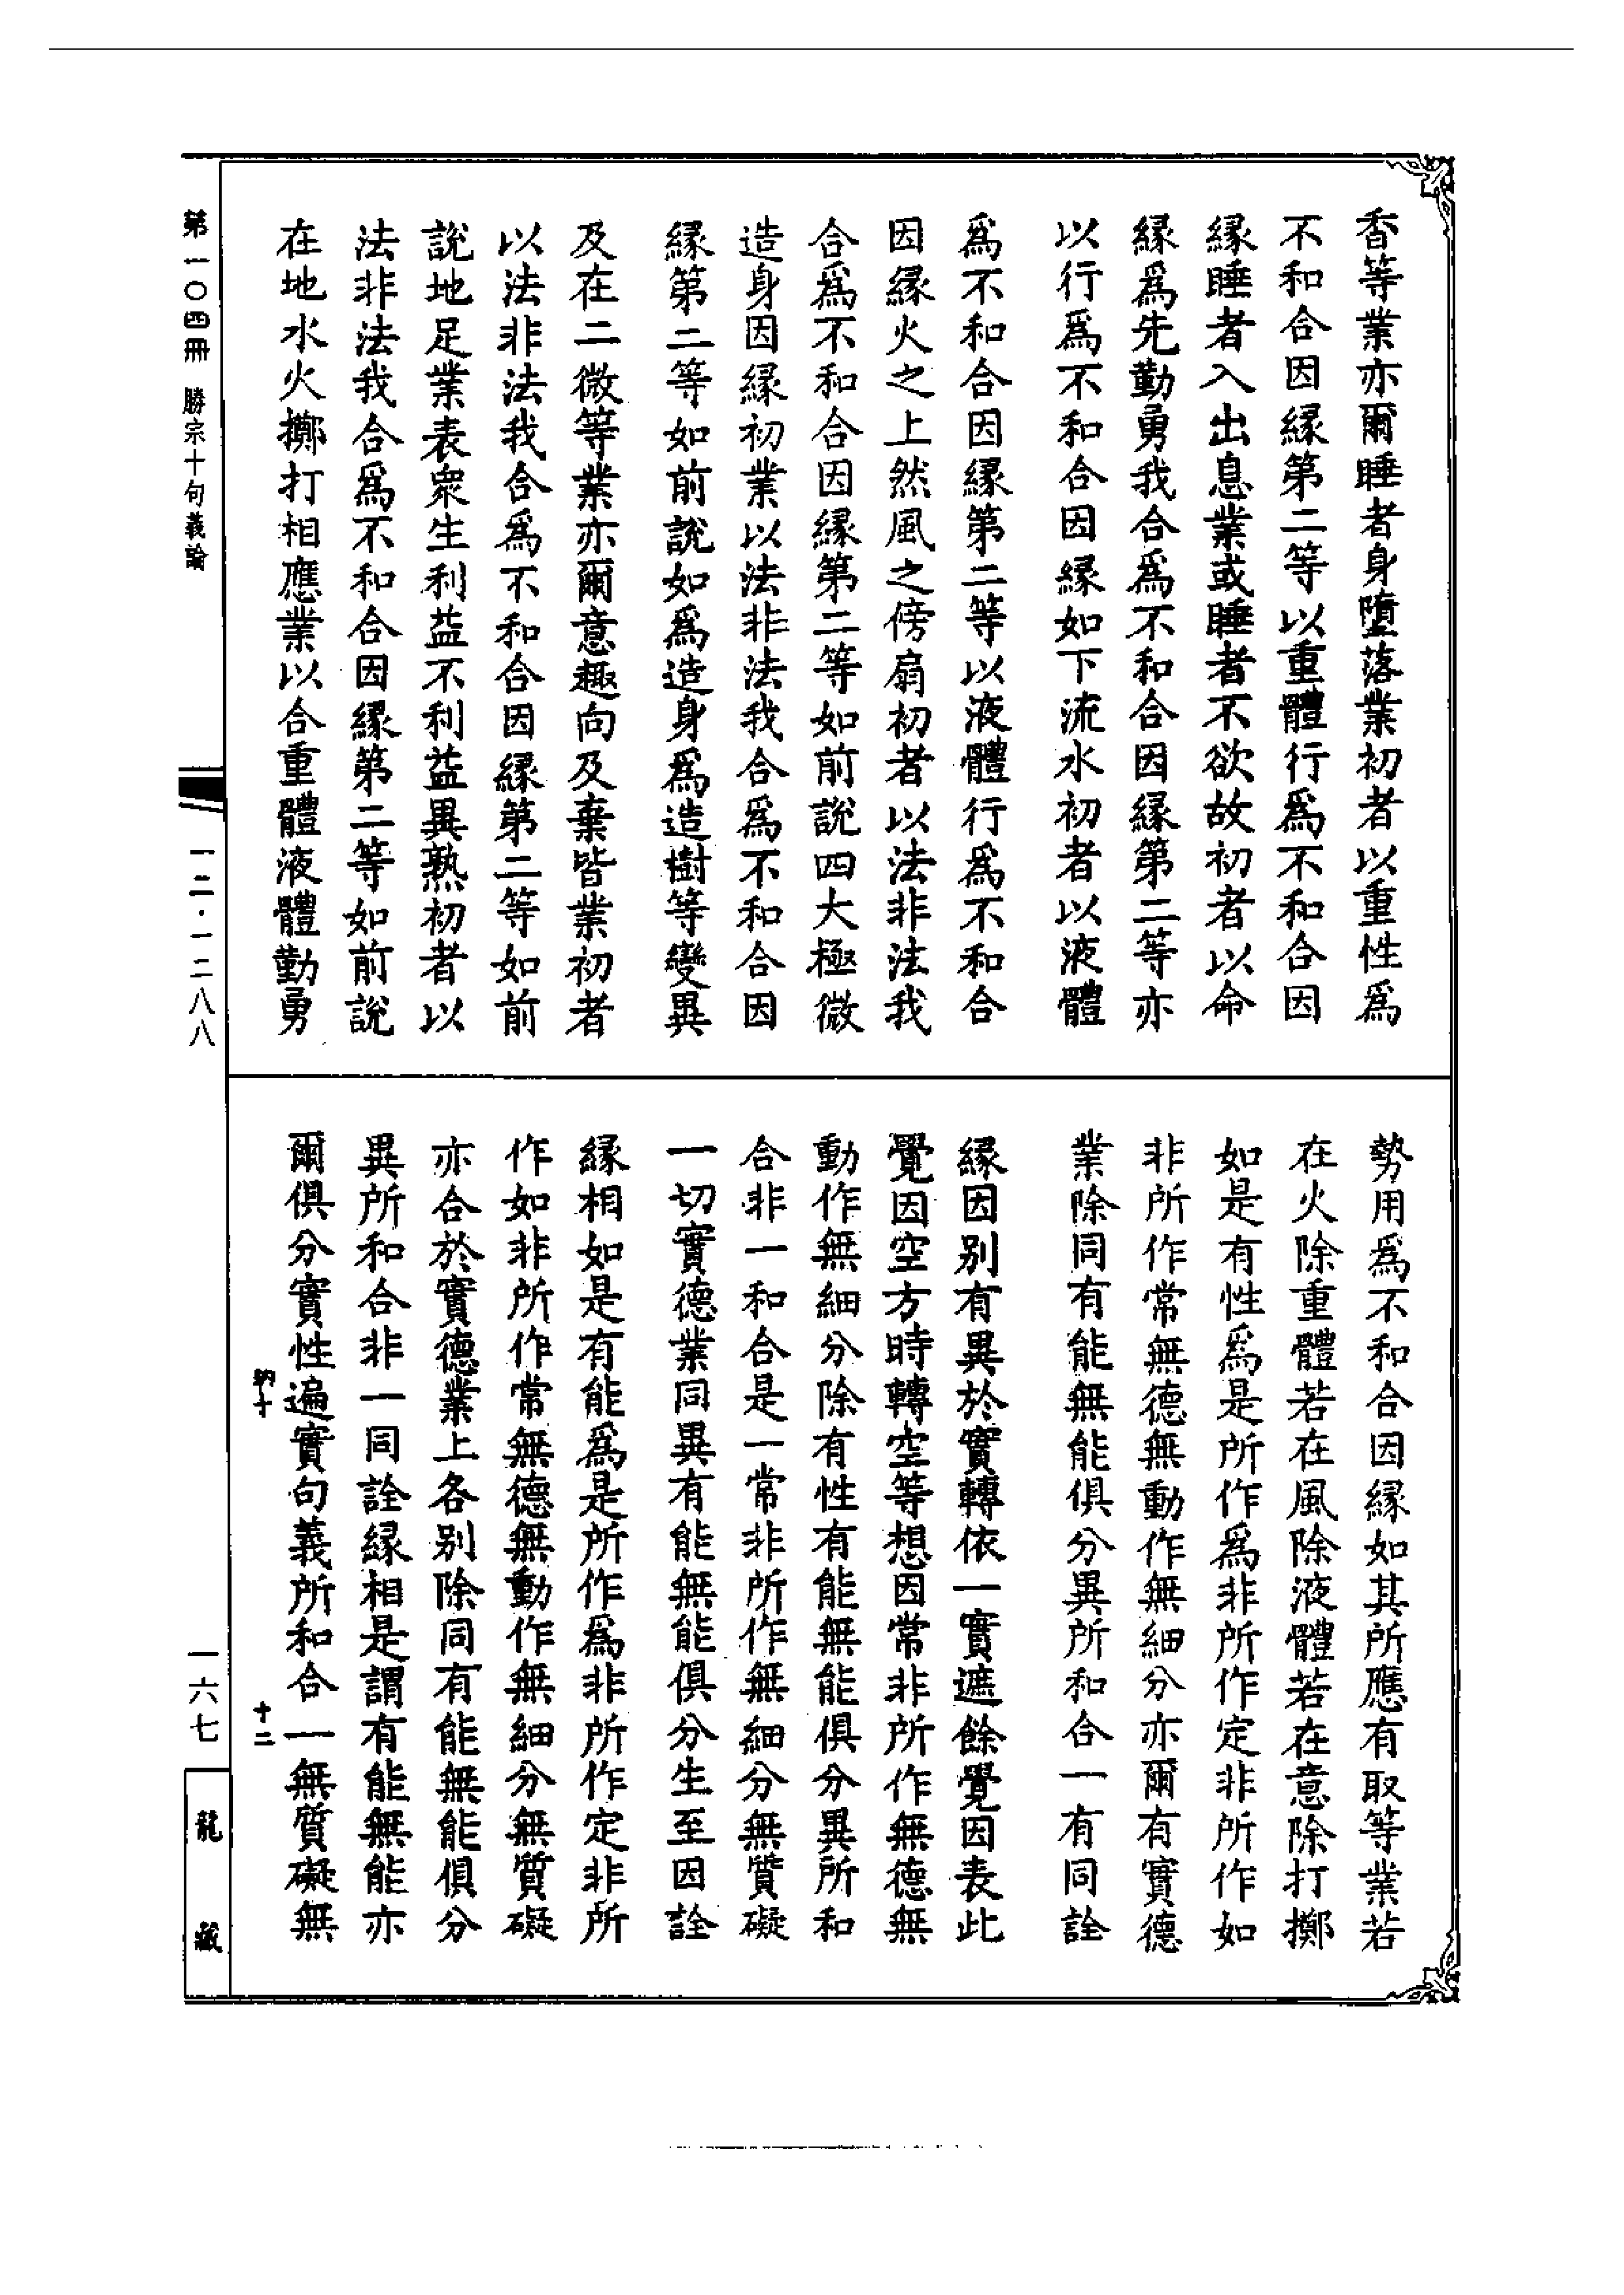 香等業亦爾睡者身墮落業初者以重性爲
不和合因緣第二等以重體行爲不和合因
緣睡者入出息業或睡者不欲故初者以命
緣爲先勤勇我合爲不和合因緣第二等亦
以行爲不和合因緣如下流水初者以液體
爲不和合因緣第二等以液體行爲不和合
因緣火之上然風之傍扇初者以法非法我
合爲不和合因緣第二等如前說四大極微
造身因緣初業以法非法我合爲不和合因
緣第二等如前說如爲造身爲造樹等變異
及在二微等業亦爾意趣向及棄皆業初者
以法非法我合爲不和合因緣第二等如前
說地足業表衆生利益不利益異熟初者以
法非法我合爲不和合因緣第二等如前說
在地水火擲打相應業以合重體液體勤勇
勢用爲不和合因緣如其所應有取等業若
在火除重體若在風除液體若在意除打擲
如是有性爲是所作爲非所作定非所作如
非所作常無德無動作無細分亦爾有實德
業除同有能無能俱分異所和合一有同詮
緣因別有異於實轉依一實遮餘覺因表此
覺因空方時轉空等想因常非所作無德無
動作無細分除有性有能無能俱分異所和
合非一和合是一常非所作無細分無質礙
一切實德業同異有能無能俱分生至因詮
緣相如是有能爲是所作爲非所作定非所
作如非所作常無德無動作無細分無質礙
亦合於實德業上各別除同有能無能俱分
異所和合非一同詮緣相是謂有能無能亦
爾俱分實性遍實句義所和合一無質礙無
納十
十二
第一〇四冊 勝宗十句義論
一二·一二八八
一六七
龍藏